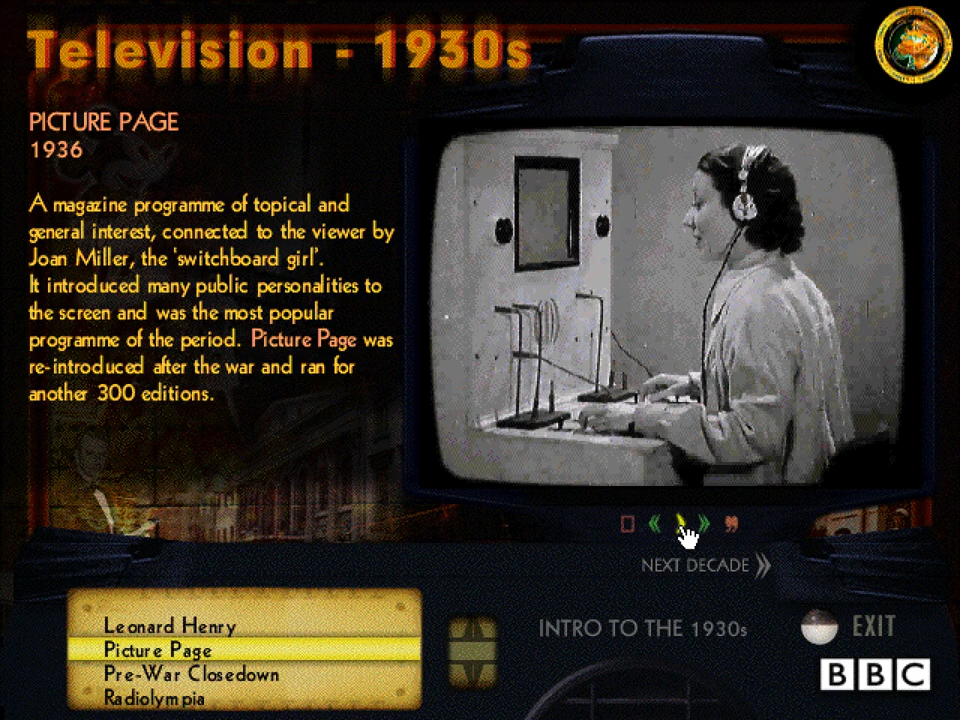 Television - 1930s
PICTURE PAGE
1936
A magazine programme of topical and
general interest, connected to the viewer by
Joan Miller, the 'switchboard girl'.
It introduced many public personalities to
the screen and was the most popular
programme of the period. Picture Page was
re-introduced after the war and ran for
another 300 editions.
NEXT DECADE
Leonard Henry
Picture Page
Pre-War Closedown
Radiolympia
INTRO TO THE 1930s
EXIT
BBC